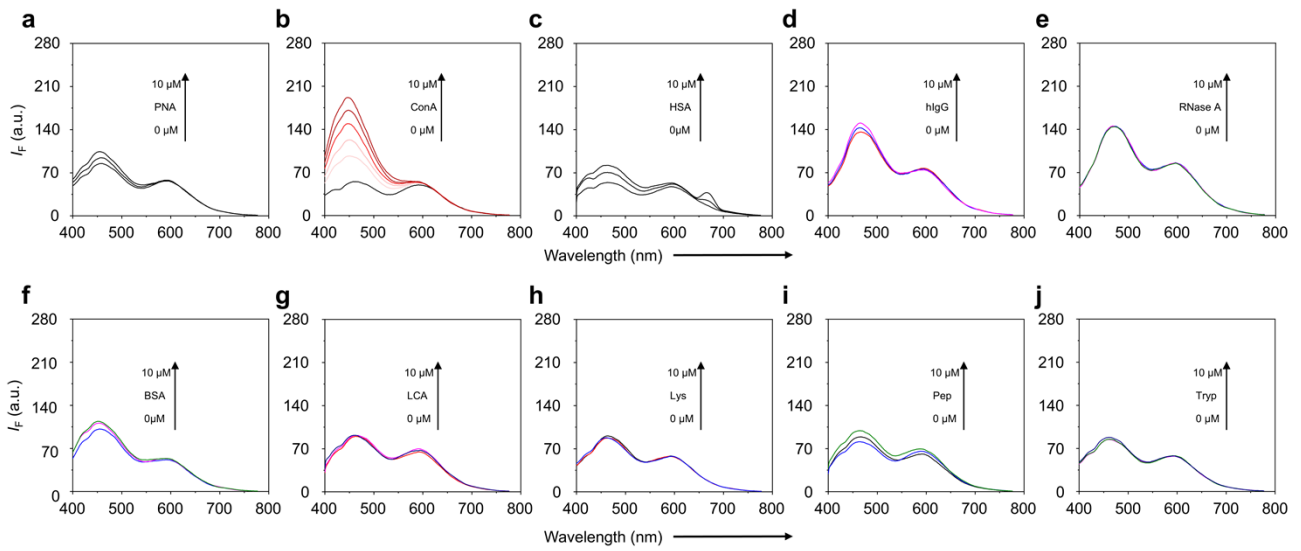 a
280
210
140
70
0
I_F (a.u.)
10 µM
PNA
0 µM
400 500 600 700 800
b
280
210
140
70
0
10 µM
ConA
0 µM
400 500 600 700 800
c
280
210
140
70
0
10 µM
HSA
0µM
400 500 600 700 800
d
280
210
140
70
0
10 µM
hIgG
0 µM
400 500 600 700 800
e
280
210
140
70
0
10 µM
RNase A
0 µM
400 500 600 700 800
Wavelength (nm)
f
280
210
140
70
0
I_F (a.u.)
10 µM
BSA
0µM
400 500 600 700 800
g
280
210
140
70
0
10 µM
LCA
0 µM
400 500 600 700 800
h
280
210
140
70
0
10 µM
Lys
0 µM
400 500 600 700 800
i
280
210
140
70
0
10 µM
Pep
0 µM
400 500 600 700 800
j
280
210
140
70
0
10 µM
Tryp
0 µM
400 500 600 700 800
Wavelength (nm)